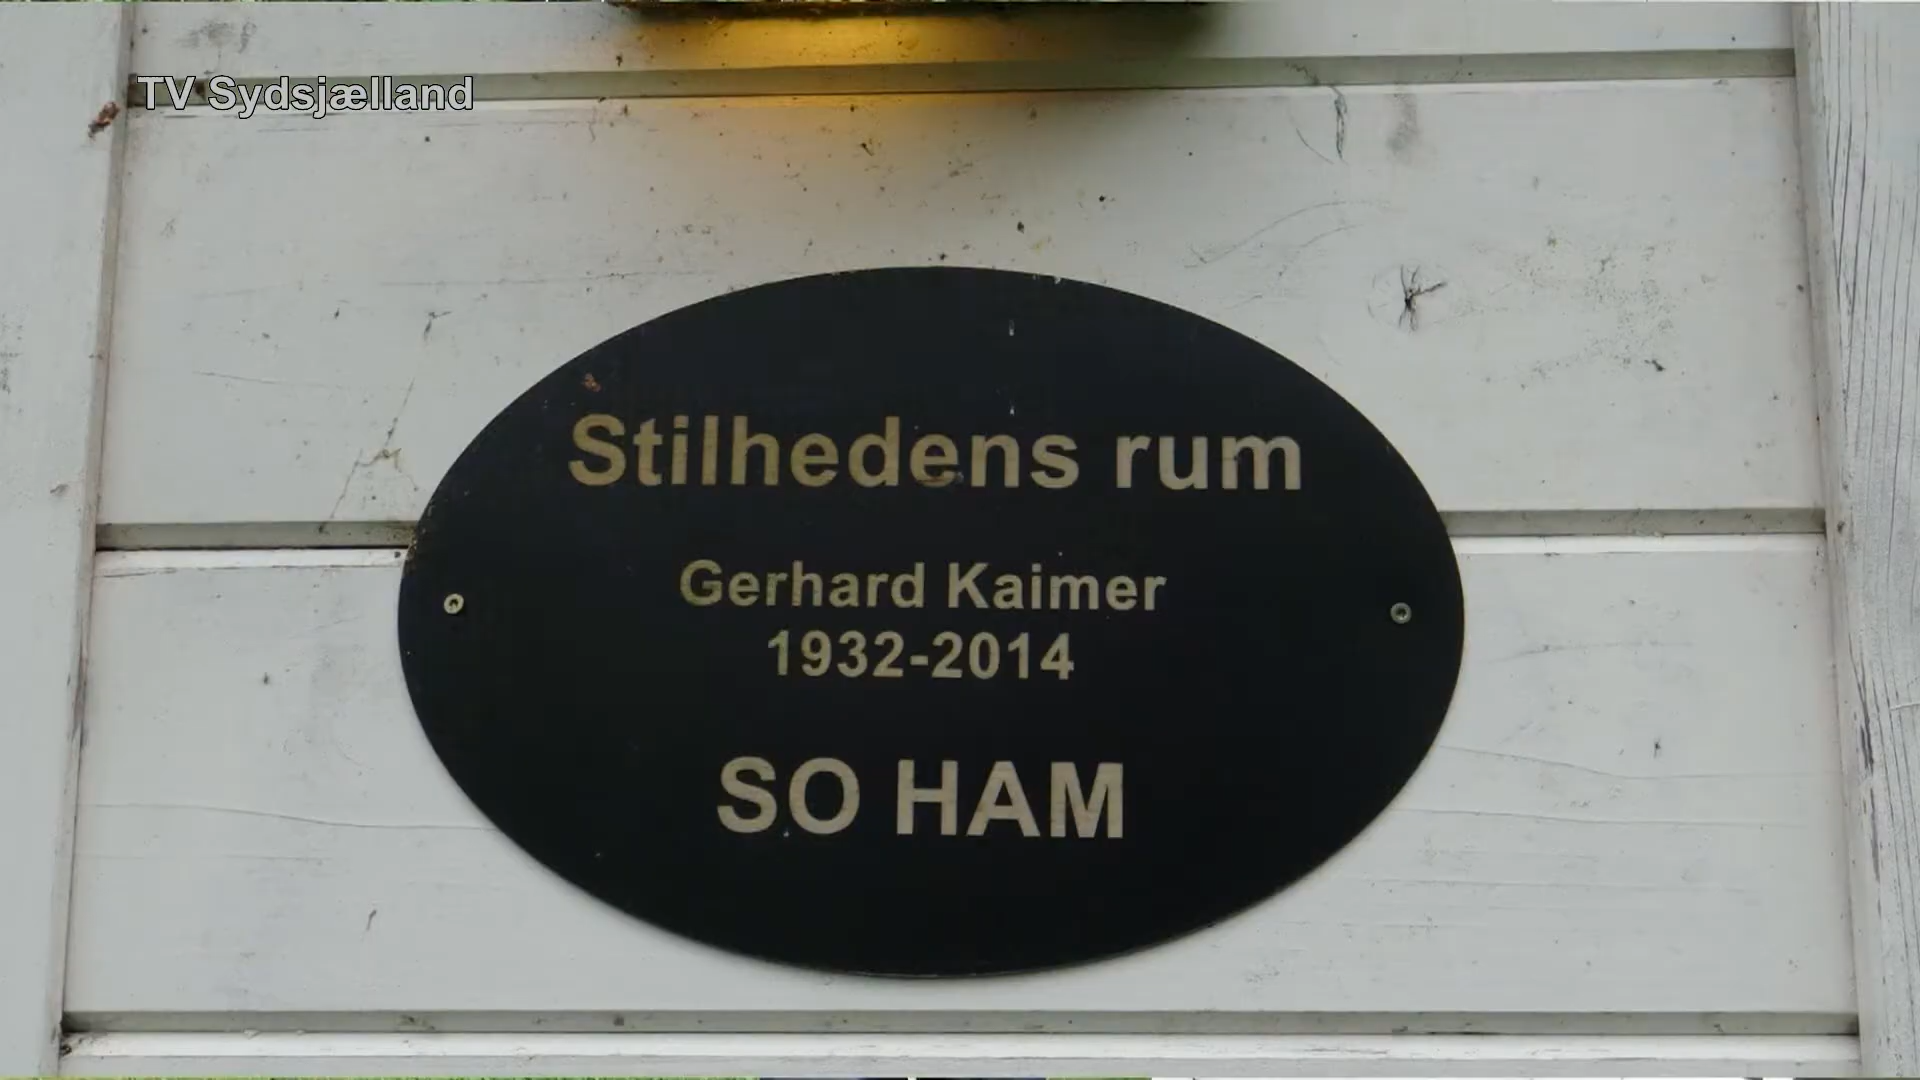 TV Sydsjælland
Stilhedens rum
Gerhard Kaimer
1932-2014
SO HAM